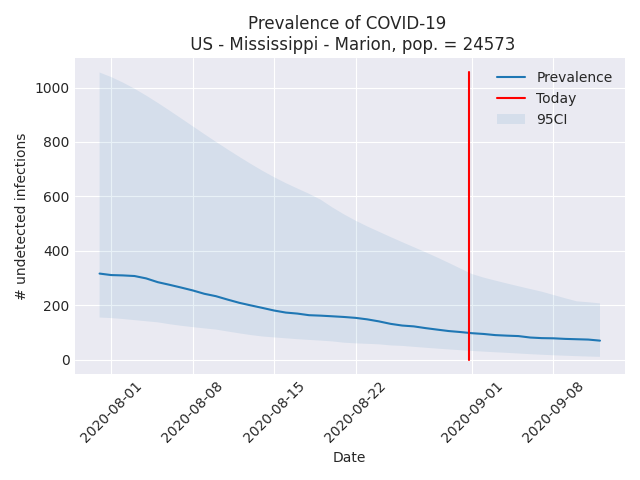 Prevalence of COVID-19
US - Mississippi - Marion, pop. = 24573
Prevalence
Today
95CI
1000
800
600
400
200
0
# undetected infections
2020-08-01
2020-08-08
2020-08-15
2020-08-22
2020-09-01
2020-09-08
Date